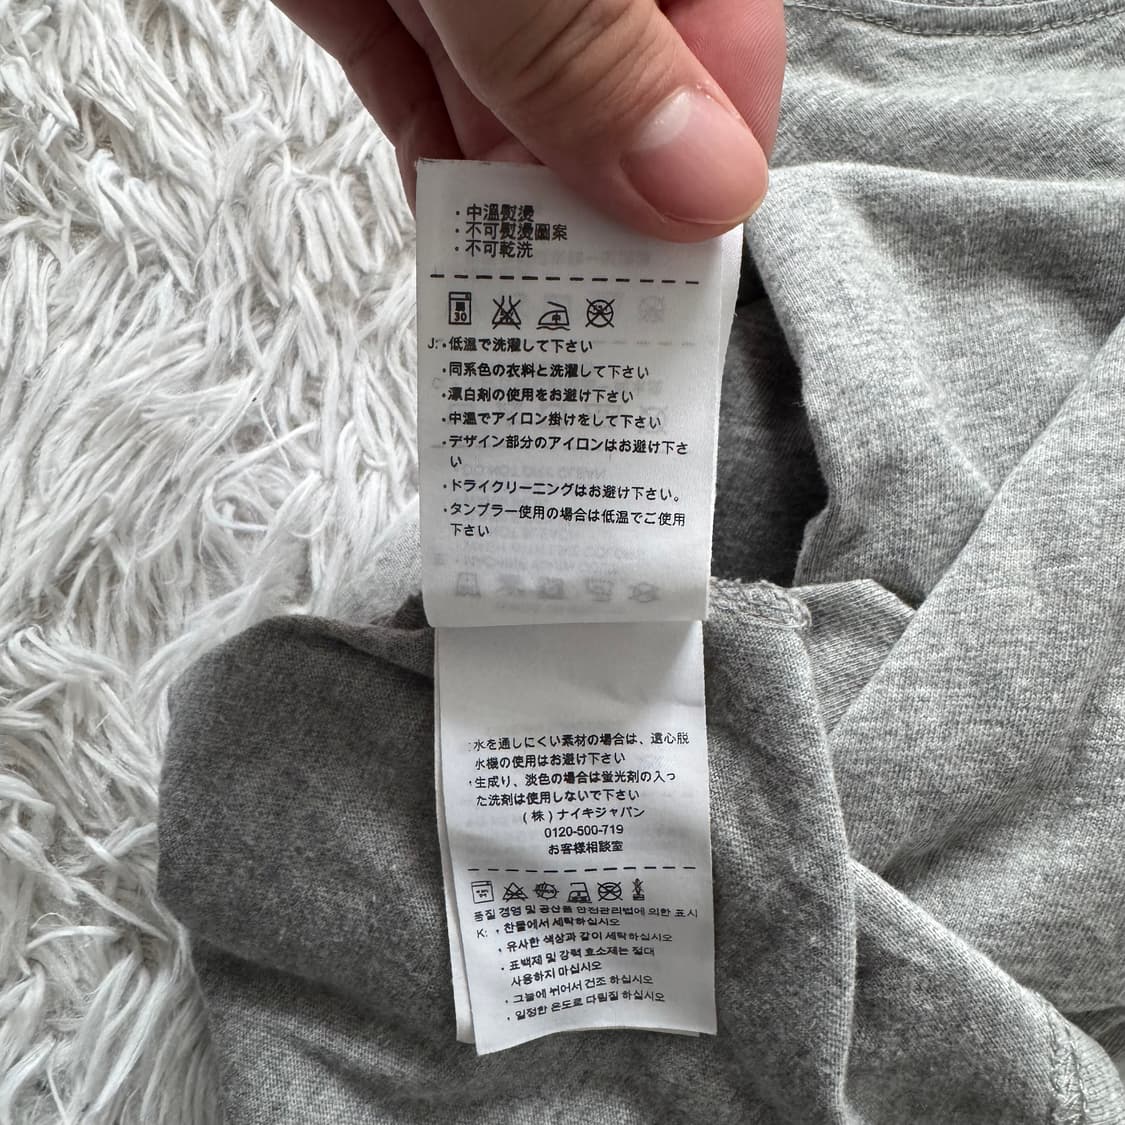 ・中溫熨燙
・不可熨燙圖案
・不可乾洗
30 中
J:・低温で洗濯して下さい
・同系色の衣料と洗濯して下さい
・漂白剤の使用をお避け下さい
・中温でアイロン掛けをして下さい
・デザイン部分のアイロンはお避け下さ
い
・ドライクリーニングはお避け下さい。
・タンブラー使用の場合は低温でご使用
下さい
・水を通しにくい素材の場合は、遠心脱
水機の使用はお避け下さい
・生成り、淡色の場合は蛍光剤の入っ
た洗剤は使用しないで下さい
(株)ナイキジャパン
0120-500-719
お客様相談室
품질 경영 및 공산품 안전관리법에 의한 표시
K: ・찬물에서 세탁하십시오
・유사한 색상과 같이 세탁하십시오
・표백제 및 강력 효소제는 절대
사용하지 마십시오
・그늘에 뉘어서 건조 하십시오
・일정한 온도로 다림질 하십시오